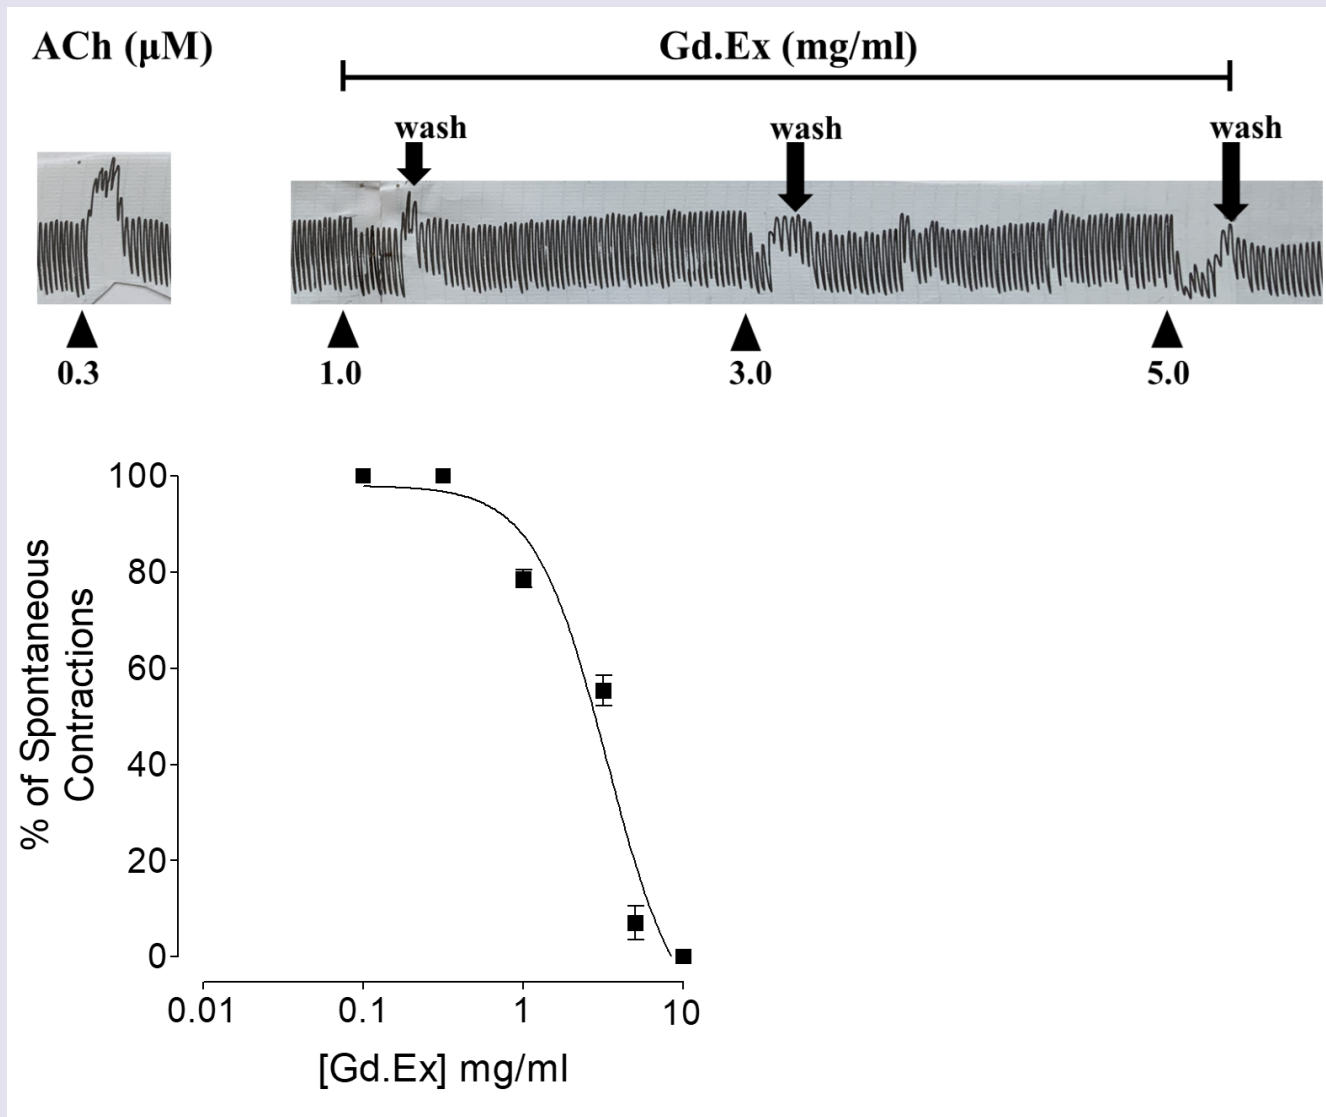 ACh (μM)
Gd.Ex (mg/ml)
wash
wash
wash
0.3
1.0
3.0
5.0
100
80
60
40
20
0
% of Spontaneous
Contractions
0.01
0.1
1
10
[Gd.Ex] mg/ml